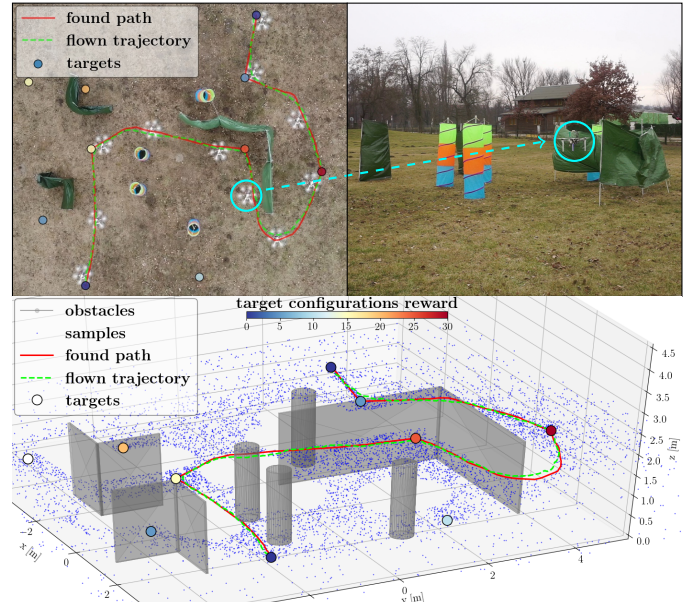 found path
flown trajectory
targets
obstacles
samples
found path
flown trajectory
targets
target configurations reward
0 5 10 15 20 25 30
4.5
4.0
3.5
3.0
2.5
2.0
1.5
1.0
0.5
0.0
z [m]
−2
0
2
x [m]
0
2
4
y [m]